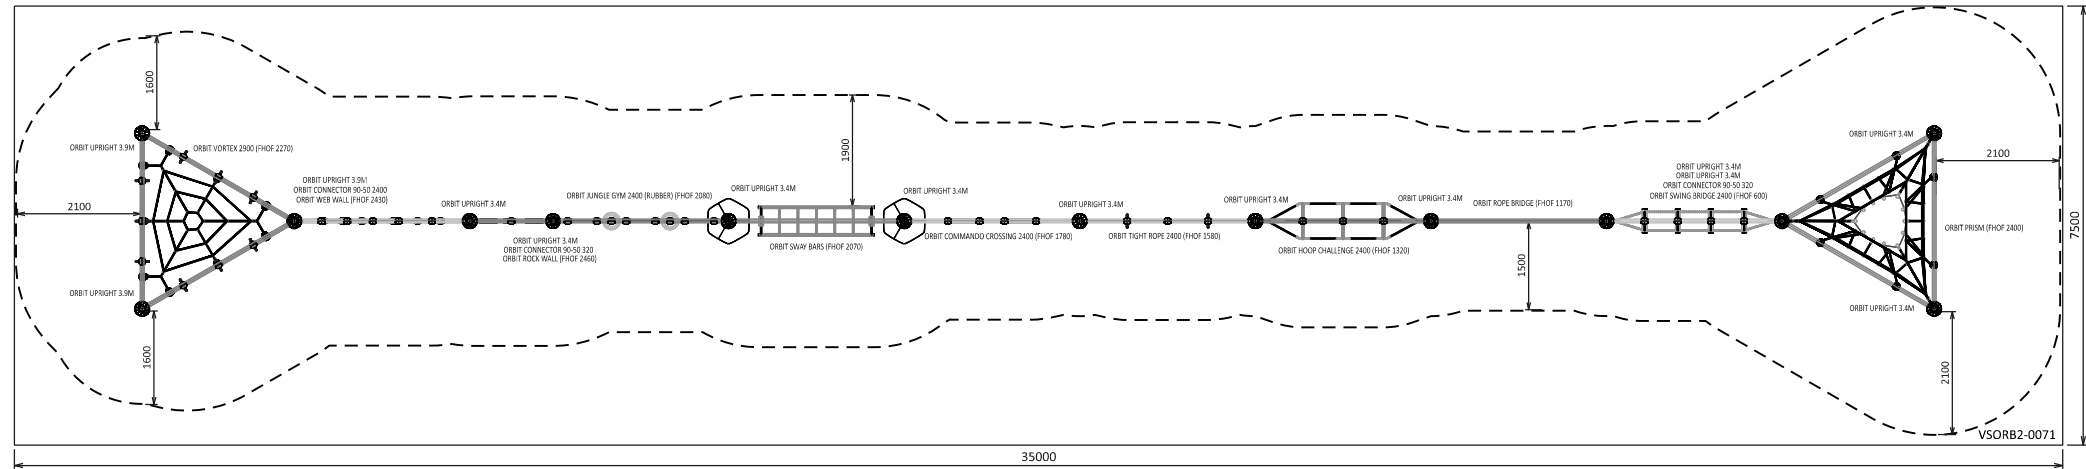 1600
ORBIT UPRIGHT 3.9M
ORBIT VORTEX 2900 (FHOF 2270)
2100
ORBIT UPRIGHT 3.9M
ORBIT CONNECTOR 90-50 2400
ORBIT WEB WALL (FHOF 2430)
ORBIT UPRIGHT 3.9M
1600
ORBIT UPRIGHT 3.4M
ORBIT UPRIGHT 3.4M
ORBIT CONNECTOR 90-50 320
ORBIT ROCK WALL (FHOF 2460)
ORBIT JUNGLE GYM 2400 (RUBBER) (FHOF 2080)
ORBIT UPRIGHT 3.4M
1900
ORBIT SWAY BARS (FHOF 2070)
ORBIT UPRIGHT 3.4M
ORBIT COMMANDO CROSSING 2400 (FHOF 1780)
ORBIT UPRIGHT 3.4M
ORBIT TIGHT ROPE 2400 (FHOF 1580)
ORBIT UPRIGHT 3.4M
ORBIT HOOP CHALLENGE 2400 (FHOF 1320)
ORBIT UPRIGHT 3.4M
ORBIT ROPE BRIDGE (FHOF 1170)
1500
ORBIT UPRIGHT 3.4M
ORBIT UPRIGHT 3.4M
ORBIT CONNECTOR 90-50 320
ORBIT SWING BRIDGE 2400 (FHOF 600)
ORBIT UPRIGHT 3.4M
2100
ORBIT PRISM (FHOF 2400)
ORBIT UPRIGHT 3.4M
2100
7500
VSORB2-0071
35000